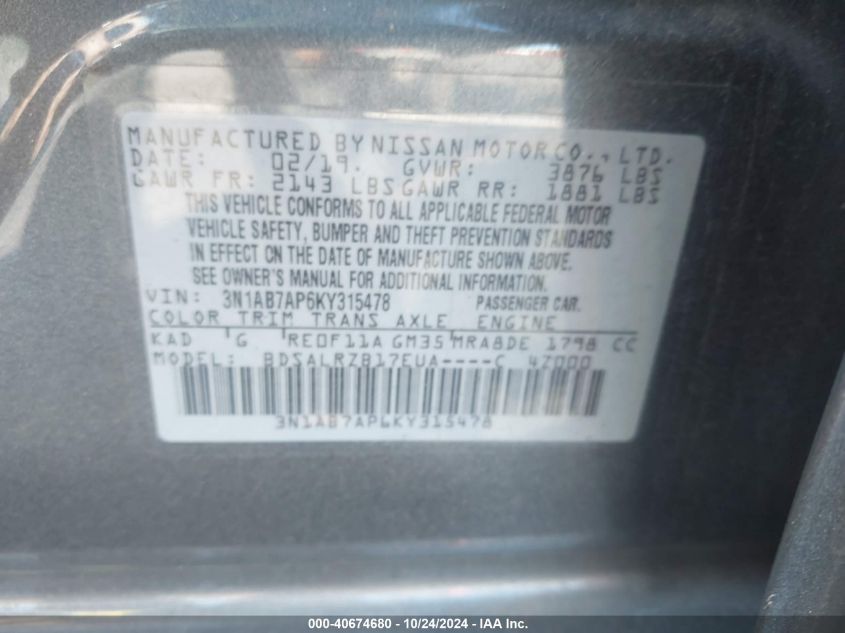 MANUFACTURED BY NISSAN MOTOR CO., LTD.
DATE: 02/19. GVWR: 3876 LBS
GAWR FR: 2143 LBS GAWR RR: 1881 LBS
THIS VEHICLE CONFORMS TO ALL APPLICABLE FEDERAL MOTOR
VEHICLE SAFETY, BUMPER AND THEFT PREVENTION STANDARDS
IN EFFECT ON THE DATE OF MANUFACTURE SHOWN ABOVE.
SEE OWNER'S MANUAL FOR ADDITIONAL INFORMATION.
VIN: 3N1AB7AP6KY315478 PASSENGER CAR.
COLOR TRIM TRANS AXLE ENGINE
KAD G RE0F11A GM35 MRA8DE 1798 CC
MODEL: BDSALRZB17EUA----C 47000
3N1AB7AP6KY315478
000-40674680 - 10/24/2024 - IAA Inc.